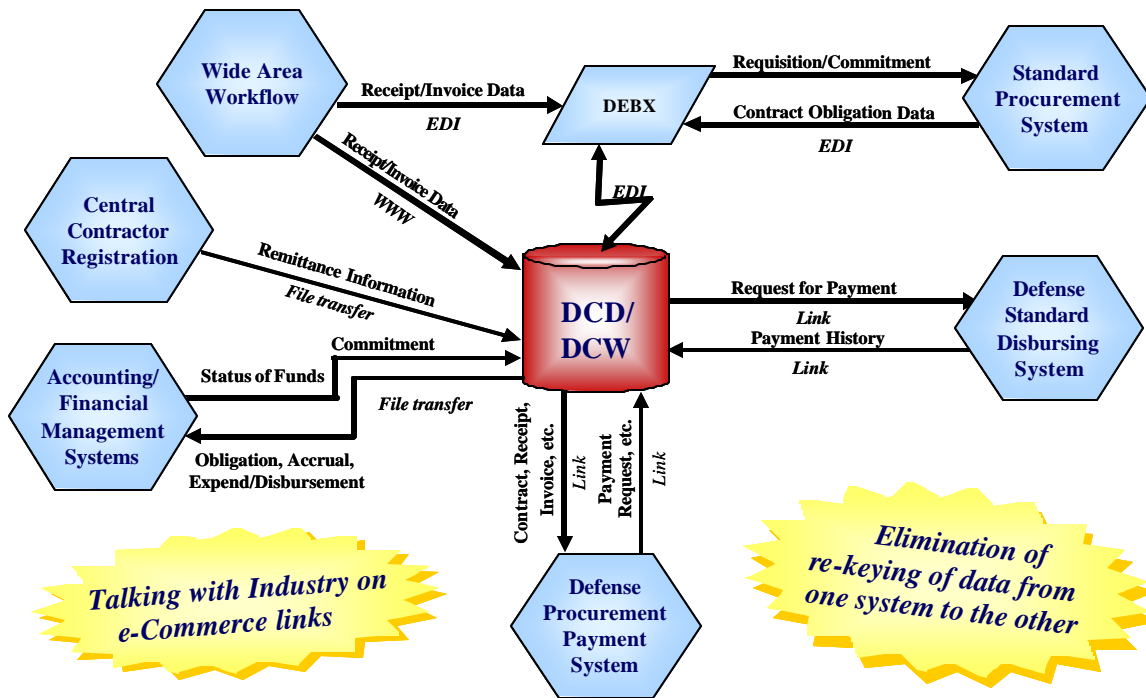 Wide Area
Workflow
Receipt/Invoice Data
EDI
DEBX
Requisition/Commitment
Contract Obligation Data
EDI
Standard
Procurement
System
Receipt/Invoice Data
WWW
EDI
Central
Contractor
Registration
Remittance Information
File transfer
DCD/
DCW
Request for Payment
Link
Payment History
Link
Defense
Standard
Disbursing
System
Commitment
Status of Funds
Accounting/
Financial
Management
Systems
File transfer
Obligation, Accrual,
Expend/Disbursement
Contract, Receipt,
Invoice, etc.
Link
Payment
Request, etc.
Link
Defense
Procurement
Payment
System
Talking with Industry on
e-Commerce links
Elimination of
re-keying of data from
one system to the other